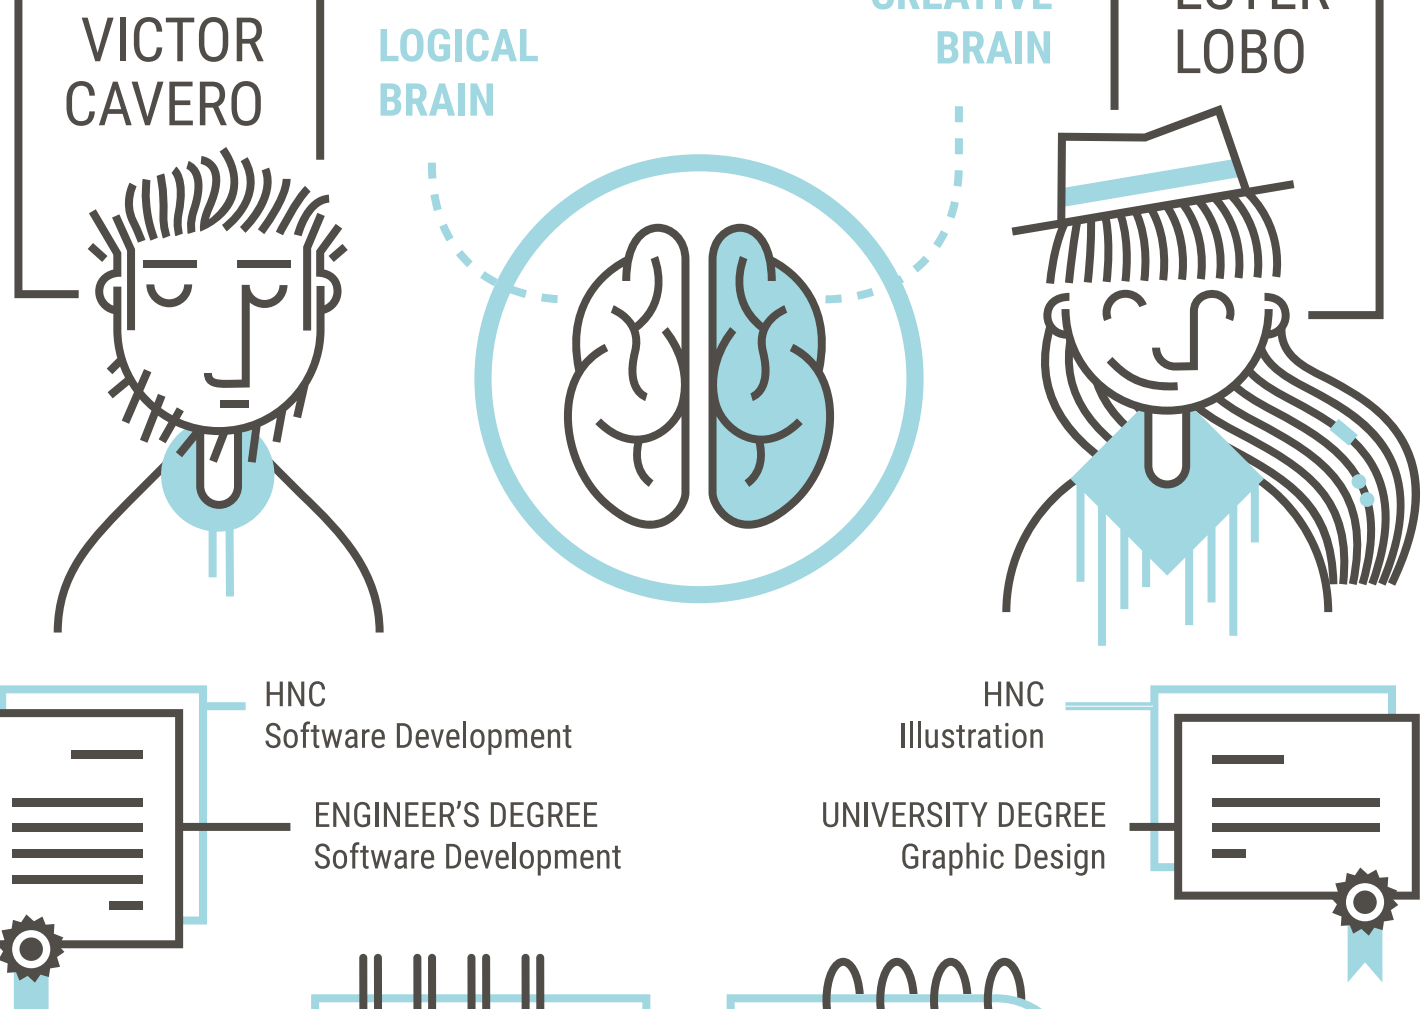 VICTOR
CAVERO
LOGICAL
BRAIN
CREATIVE
BRAIN
LOBO
HNC
Software Development
ENGINEER’S DEGREE
Software Development
HNC
Illustration
UNIVERSITY DEGREE
Graphic Design